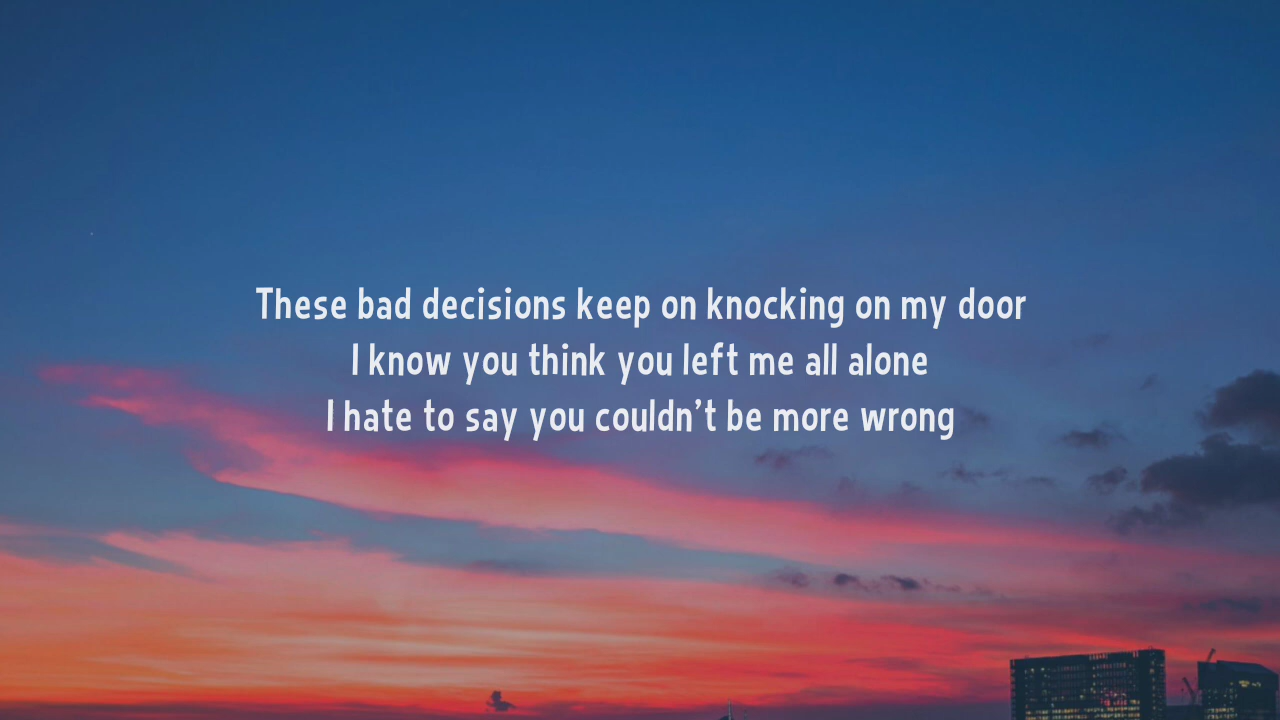 These bad decisions keep on knocking on my door
I know you think you left me all alone
I hate to say you couldn't be more wrong